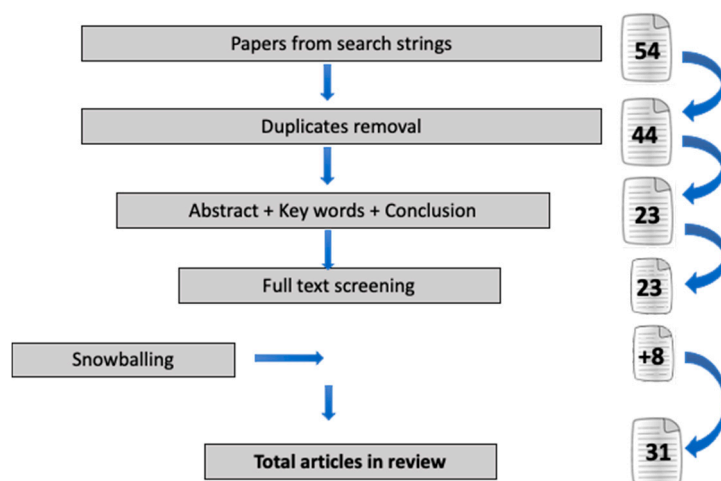 Papers from search strings
54
Duplicates removal
44
Abstract + Key words + Conclusion
23
Full text screening
23
Snowballing
+8
Total articles in review
31